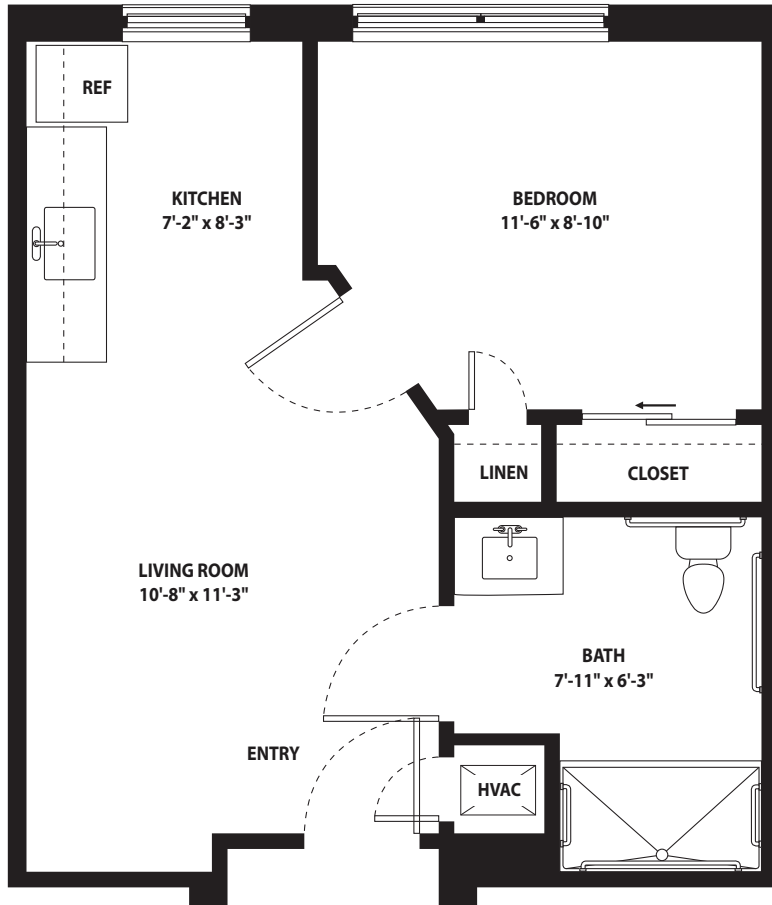 REF
KITCHEN
7'-2" x 8'-3"
BEDROOM
11'-6" x 8'-10"
LINEN
CLOSET
LIVING ROOM
10'-8" x 11'-3"
BATH
7'-11" x 6'-3"
ENTRY
HVAC